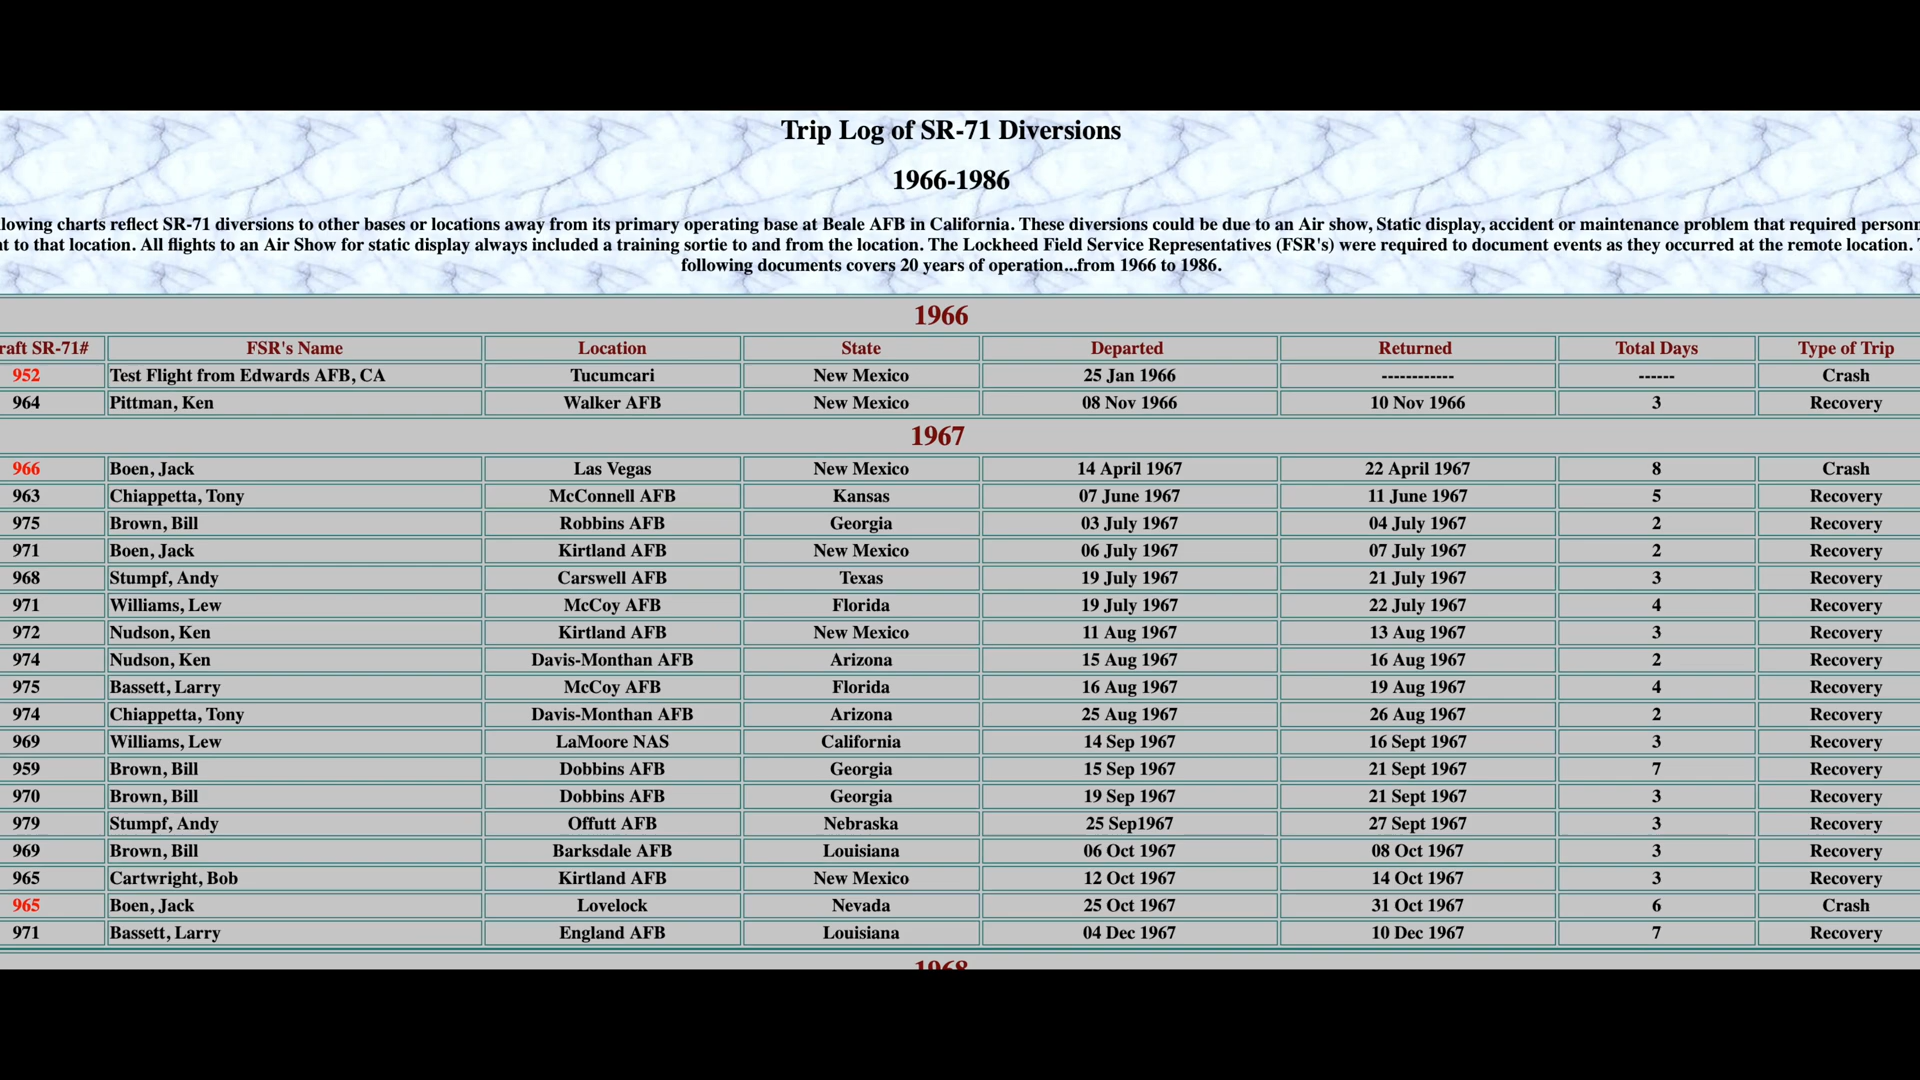 Trip Log of SR-71 Diversions
1966-1986
lowing charts reflect SR-71 diversions to other bases or locations away from its primary operating base at Beale AFB in California. These diversions could be due to an Air show, Static display, accident or maintenance problem that required personn
t to that location. All flights to an Air Show for static display always included a training sortie to and from the location. The Lockheed Field Service Representatives (FSR's) were required to document events as they occurred at the remote location.
following documents covers 20 years of operation...from 1966 to 1986.
1966
raft SR-71# FSR's Name Location State Departed Returned Total Days Type of Trip
952 Test Flight from Edwards AFB, CA Tucumcari New Mexico 25 Jan 1966 ------------ ------ Crash
964 Pittman, Ken Walker AFB New Mexico 08 Nov 1966 10 Nov 1966 3 Recovery
1967
966 Boen, Jack Las Vegas New Mexico 14 April 1967 22 April 1967 8 Crash
963 Chiappetta, Tony McConnell AFB Kansas 07 June 1967 11 June 1967 5 Recovery
975 Brown, Bill Robbins AFB Georgia 03 July 1967 04 July 1967 2 Recovery
971 Boen, Jack Kirtland AFB New Mexico 06 July 1967 07 July 1967 2 Recovery
968 Stumpf, Andy Carswell AFB Texas 19 July 1967 21 July 1967 3 Recovery
971 Williams, Lew McCoy AFB Florida 19 July 1967 22 July 1967 4 Recovery
972 Nudson, Ken Kirtland AFB New Mexico 11 Aug 1967 13 Aug 1967 3 Recovery
974 Nudson, Ken Davis-Monthan AFB Arizona 15 Aug 1967 16 Aug 1967 2 Recovery
975 Bassett, Larry McCoy AFB Florida 16 Aug 1967 19 Aug 1967 4 Recovery
974 Chiappetta, Tony Davis-Monthan AFB Arizona 25 Aug 1967 26 Aug 1967 2 Recovery
969 Williams, Lew LaMoore NAS California 14 Sep 1967 16 Sept 1967 3 Recovery
959 Brown, Bill Dobbins AFB Georgia 15 Sep 1967 21 Sept 1967 7 Recovery
970 Brown, Bill Dobbins AFB Georgia 19 Sep 1967 21 Sept 1967 3 Recovery
979 Stumpf, Andy Offutt AFB Nebraska 25 Sep1967 27 Sept 1967 3 Recovery
969 Brown, Bill Barksdale AFB Louisiana 06 Oct 1967 08 Oct 1967 3 Recovery
965 Cartwright, Bob Kirtland AFB New Mexico 12 Oct 1967 14 Oct 1967 3 Recovery
965 Boen, Jack Lovelock Nevada 25 Oct 1967 31 Oct 1967 6 Crash
971 Bassett, Larry England AFB Louisiana 04 Dec 1967 10 Dec 1967 7 Recovery
1968